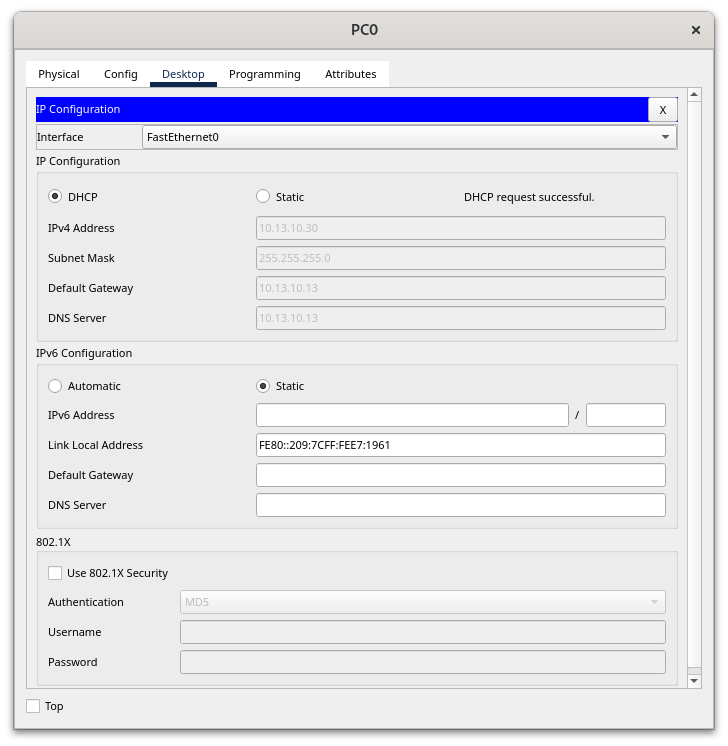 PC0
Physical Config Desktop Programming Attributes
IP Configuration X
Interface FastEthernet0
IP Configuration
DHCP Static DHCP request successful.
IPv4 Address 10.13.10.30
Subnet Mask 255.255.255.0
Default Gateway 10.13.10.13
DNS Server 10.13.10.13
IPv6 Configuration
Automatic Static
IPv6 Address /
Link Local Address FE80::209:7CFF:FEE7:1961
Default Gateway
DNS Server
802.1X
Use 802.1X Security
Authentication MD5
Username
Password
Top